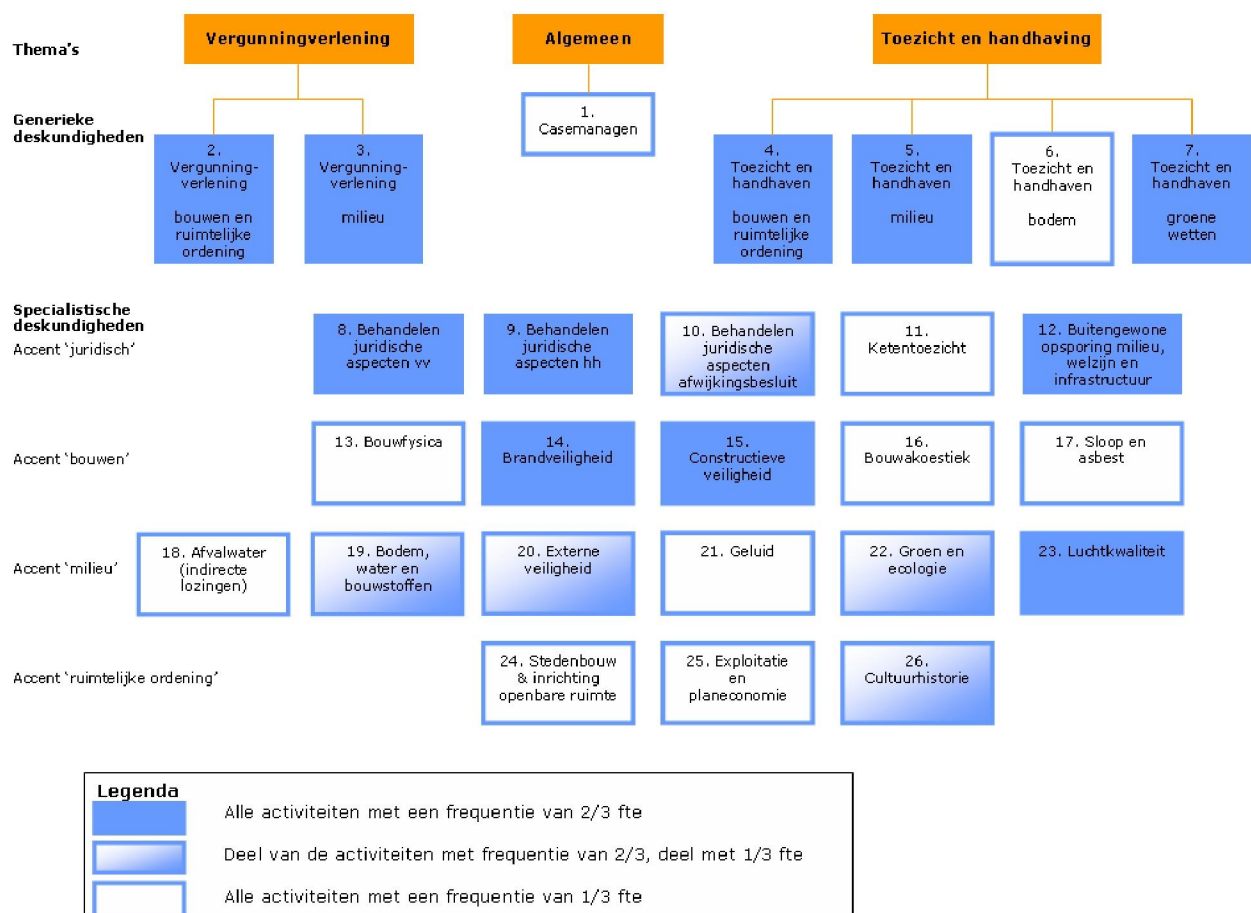 Thema's
Vergunningverlening
Algemeen
Toezicht en handhaving
Generieke
deskundigheden
1.
Casemanagen
2.
Vergunning-
verlening
bouwen en
ruimtelijke
ordening
3.
Vergunning-
verlening
milieu
4.
Toezicht en
handhaven
bouwen en
ruimtelijke
ordening
5.
Toezicht en
handhaven
milieu
6.
Toezicht en
handhaven
bodem
7.
Toezicht en
handhaven
groene
wetten
Specialistische
deskundigheden
Accent 'juridisch'
8. Behandelen
juridische
aspecten vv
9. Behandelen
juridische
aspecten hh
10. Behandelen
juridische
aspecten
afwijkingsbesluit
11.
Ketentoezicht
12. Buitengewone
opsporing milieu,
welzijn en
infrastructuur
Accent 'bouwen'
13. Bouwfysica
14.
Brandveiligheid
15.
Constructieve
veiligheid
16.
Bouwakoestiek
17. Sloop en
asbest
Accent 'milieu'
18. Afvalwater
(indirecte
lozingen)
19. Bodem,
water en
bouwstoffen
20. Externe
veiligheid
21. Geluid
22. Groen en
ecologie
23. Luchtkwaliteit
Accent 'ruimtelijke ordening'
24. Stedenbouw
& inrichting
openbare ruimte
25. Exploitatie
en
planeconomie
26.
Cultuurhistorie
Legenda
Alle activiteiten met een frequentie van 2/3 fte
Deel van de activiteiten met frequentie van 2/3, deel met 1/3 fte
Alle activiteiten met een frequentie van 1/3 fte